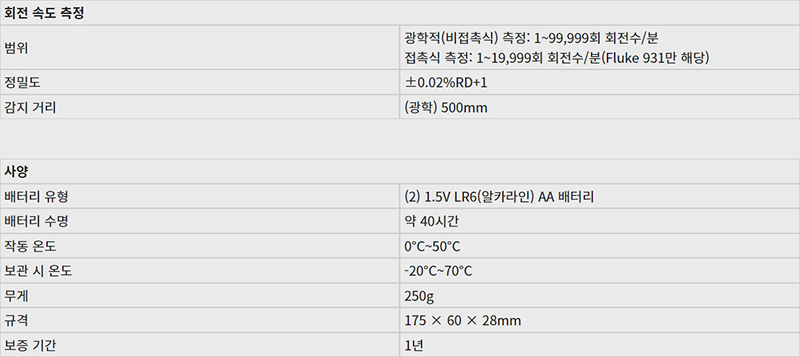 회전 속도 측정
범위
광학적(비접촉식) 측정: 1~99,999회 회전수/분
접촉식 측정: 1~19,999회 회전수/분(Fluke 931만 해당)
정밀도
±0.02%RD+1
감지 거리
(광학) 500mm
사양
배터리 유형
(2) 1.5V LR6(알카라인) AA 배터리
배터리 수명
약 40시간
작동 온도
0°C~50°C
보관 시 온도
-20°C~70°C
무게
250g
규격
175 × 60 × 28mm
보증 기간
1년